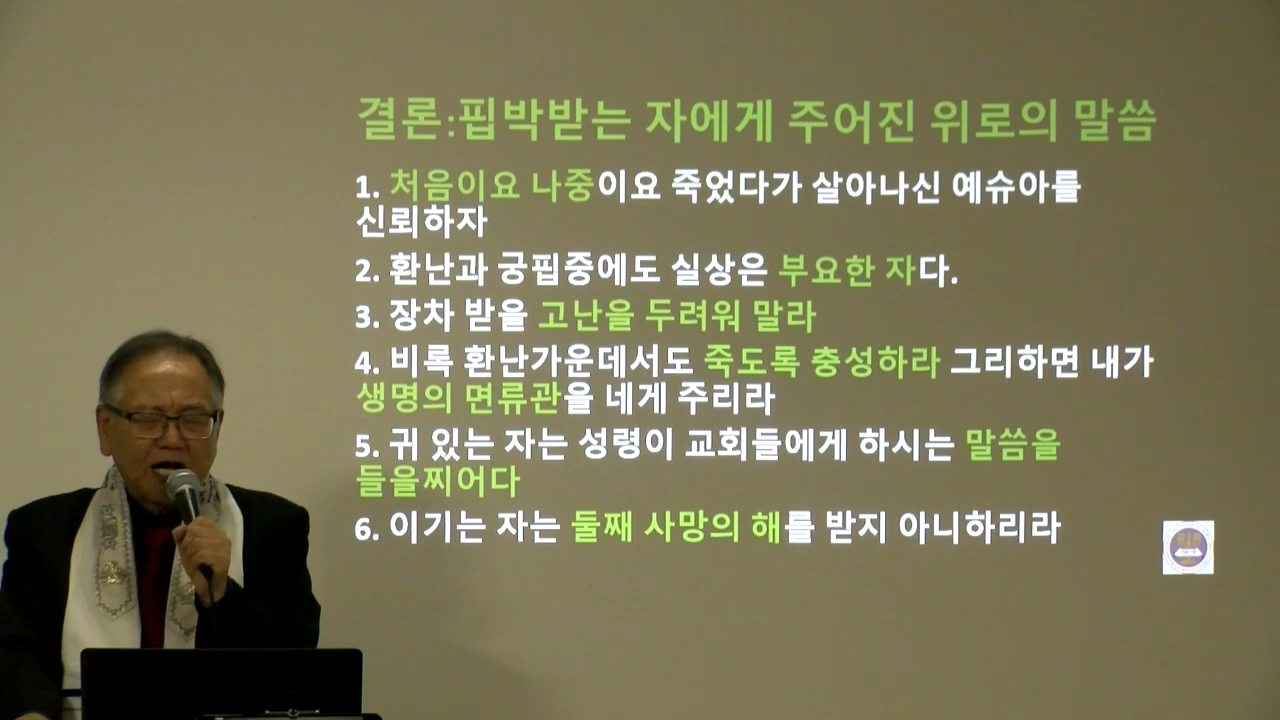 결론:핍박받는 자에게 주어진 위로의 말씀
1. 처음이요 나중이요 죽었다가 살아나신 예슈아를
신뢰하자
2. 환난과 궁핍중에도 실상은 부요한 자다.
3. 장차 받을 고난을 두려워 말라
4. 비록 환난가운데서도 죽도록 충성하라 그리하면 내가
생명의 면류관을 네게 주리라
5. 귀 있는 자는 성령이 교회들에게 하시는 말씀을
들을찌어다
6. 이기는 자는 둘째 사망의 해를 받지 아니하리라